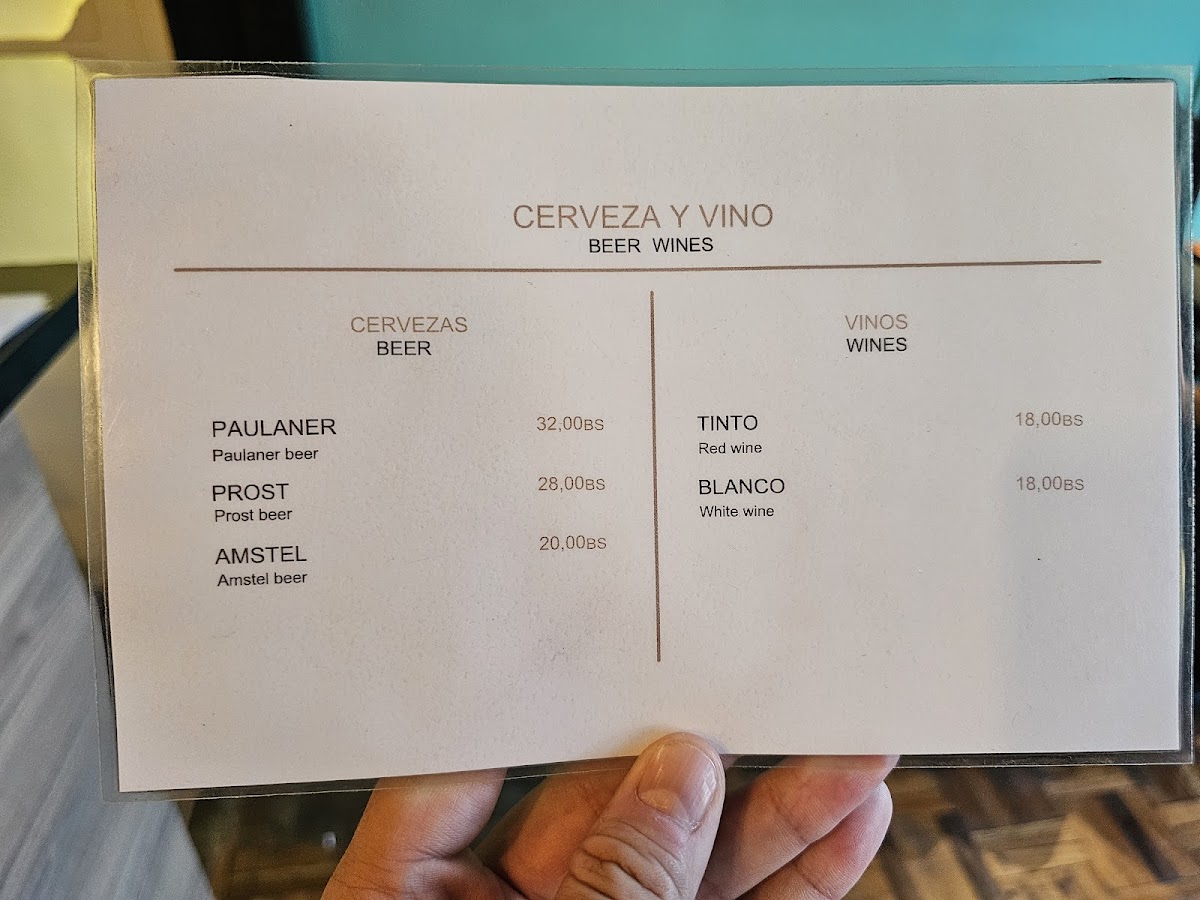 CERVEZA Y VINO
BEER WINES
CERVEZAS
BEER
PAULANER 32,00BS
Paulaner beer
PROST 28,00BS
Prost beer
AMSTEL 20,00BS
Amstel beer
VINOS
WINES
TINTO 18,00BS
Red wine
BLANCO 18,00BS
White wine